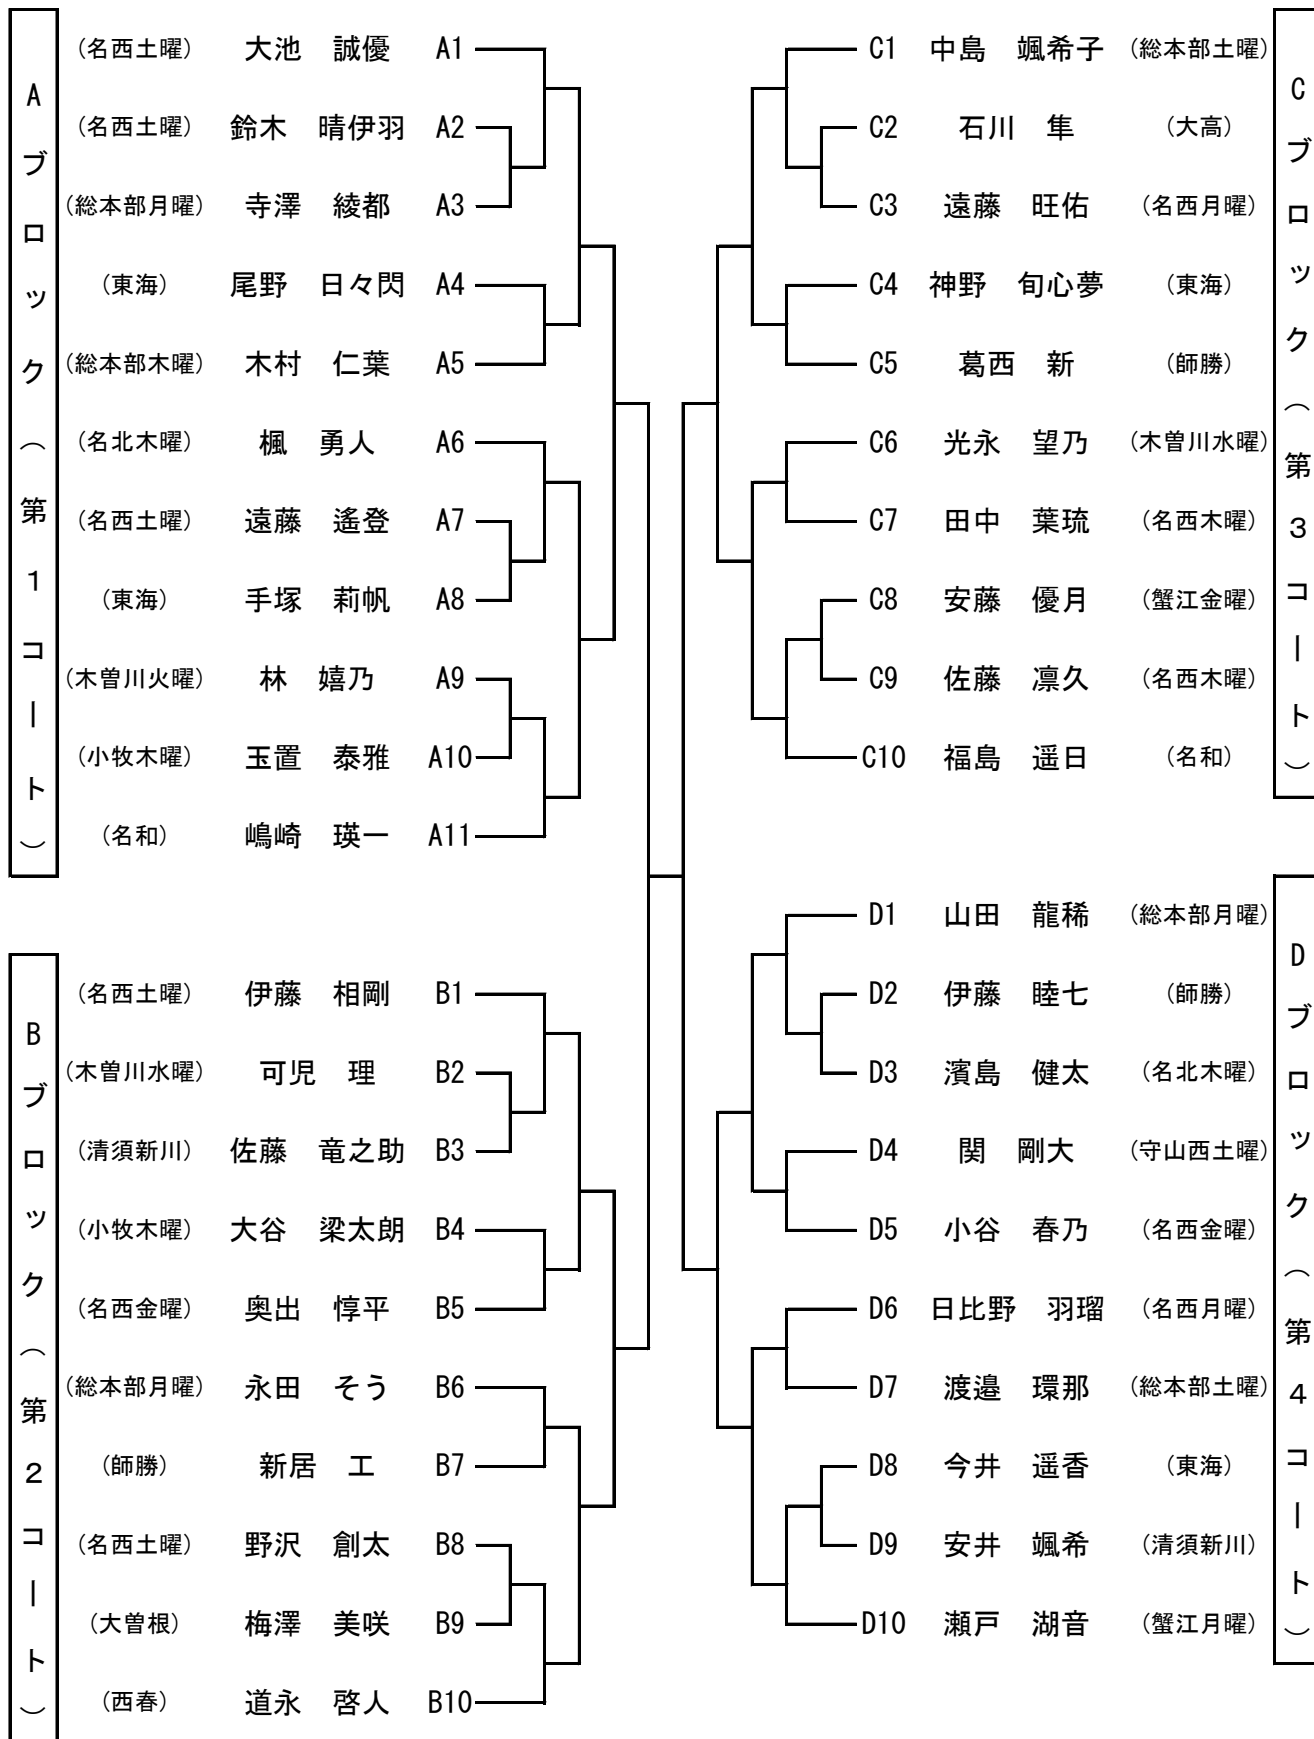 Aブロック（第1コート）
（名西土曜） 大池 誠優 A1
（名西土曜） 鈴木 晴伊羽 A2
（総本部月曜） 寺澤 綾都 A3
（東海） 尾野 日々閃 A4
（総本部木曜） 木村 仁葉 A5
（名北木曜） 楓 勇人 A6
（名西土曜） 遠藤 遙登 A7
（東海） 手塚 莉帆 A8
（木曽川火曜） 林 嬉乃 A9
（小牧木曜） 玉置 泰雅 A10
（名和） 嶋崎 瑛一 A11
Bブロック（第2コート）
（名西土曜） 伊藤 相剛 B1
（木曽川水曜） 可児 理 B2
（清須新川） 佐藤 竜之助 B3
（小牧木曜） 大谷 梁太朗 B4
（名西金曜） 奥出 惇平 B5
（総本部月曜） 永田 そう B6
（師勝） 新居 工 B7
（名西土曜） 野沢 創太 B8
（大曽根） 梅澤 美咲 B9
（西春） 道永 啓人 B10
Cブロック（第3コート）
C1 中島 颯希子 （総本部土曜）
C2 石川 隼 （大高）
C3 遠藤 旺佑 （名西月曜）
C4 神野 旬心夢 （東海）
C5 葛西 新 （師勝）
C6 光永 望乃 （木曽川水曜）
C7 田中 葉琉 （名西木曜）
C8 安藤 優月 （蟹江金曜）
C9 佐藤 凛久 （名西木曜）
C10 福島 遥日 （名和）
Dブロック（第4コート）
D1 山田 龍稀 （総本部月曜）
D2 伊藤 睦七 （師勝）
D3 濱島 健太 （名北木曜）
D4 関 剛大 （守山西土曜）
D5 小谷 春乃 （名西金曜）
D6 日比野 羽瑠 （名西月曜）
D7 渡邉 環那 （総本部土曜）
D8 今井 遥香 （東海）
D9 安井 颯希 （清須新川）
D10 瀬戸 湖音 （蟹江月曜）